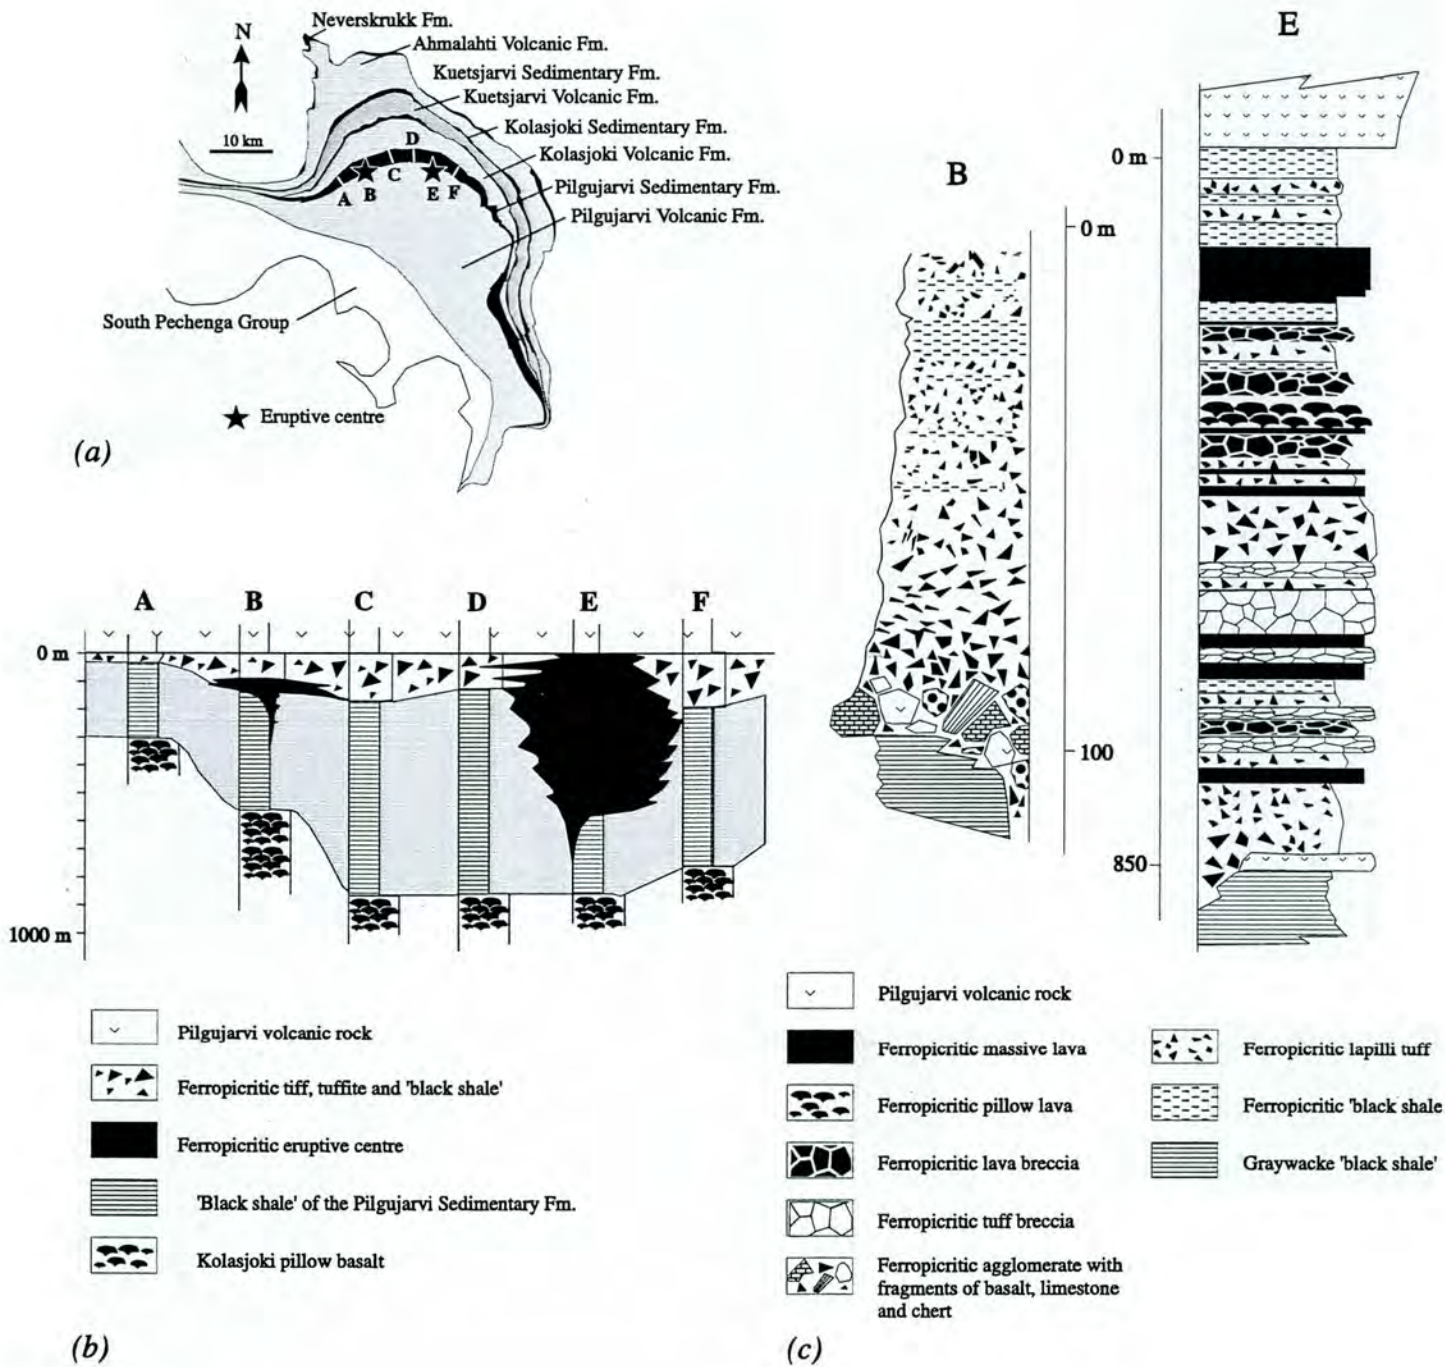 Neverskrukk Fm.
N
Ahmalahti Volcanic Fm.
Kuetsjarvi Sedimentary Fm.
Kuetsjarvi Volcanic Fm.
10 km
Kolasjoki Sedimentary Fm.
D
Kolasjoki Volcanic Fm.
C
A
B
E
F
Pilgujarvi Sedimentary Fm.
Pilgujarvi Volcanic Fm.
South Pechenga Group
Eruptive centre
(a)
A B C D E F
0 m
1000 m
Pilgujarvi volcanic rock
Ferropicritic tiff, tuffite and 'black shale'
Ferropicritic eruptive centre
'Black shale' of the Pilgujarvi Sedimentary Fm.
Kolasjoki pillow basalt
(b)
E
0 m
B
0 m
100
850
Pilgujarvi volcanic rock
Ferropicritic massive lava
Ferropicritic pillow lava
Ferropicritic lava breccia
Ferropicritic tuff breccia
Ferropicritic agglomerate with
fragments of basalt, limestone
and chert
Ferropicritic lapilli tuff
Ferropicritic 'black shale
Graywacke 'black shale'
(c)